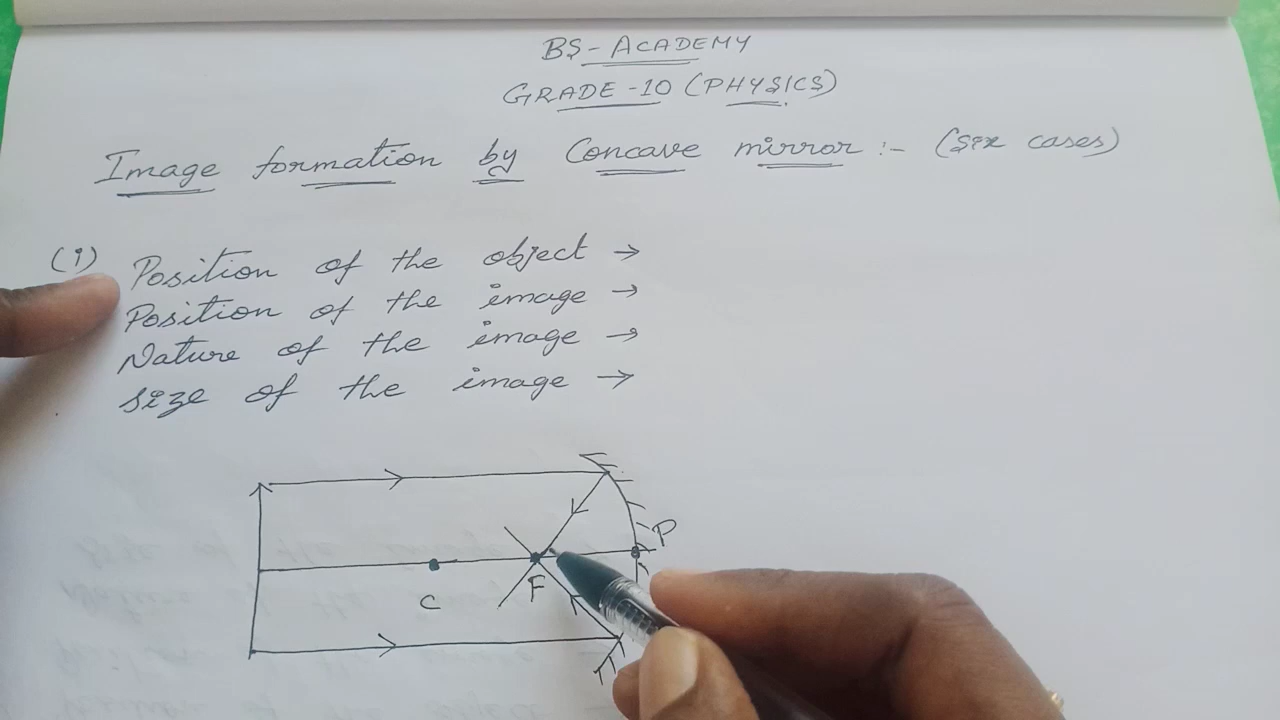 BS-ACADEMY
GRADE-10 (PHYSICS)
Image formation by Concave mirror :- (Six cases)
(i) Position of the object →
Position of the image →
Nature of the image →
size of the image →
P
F
C